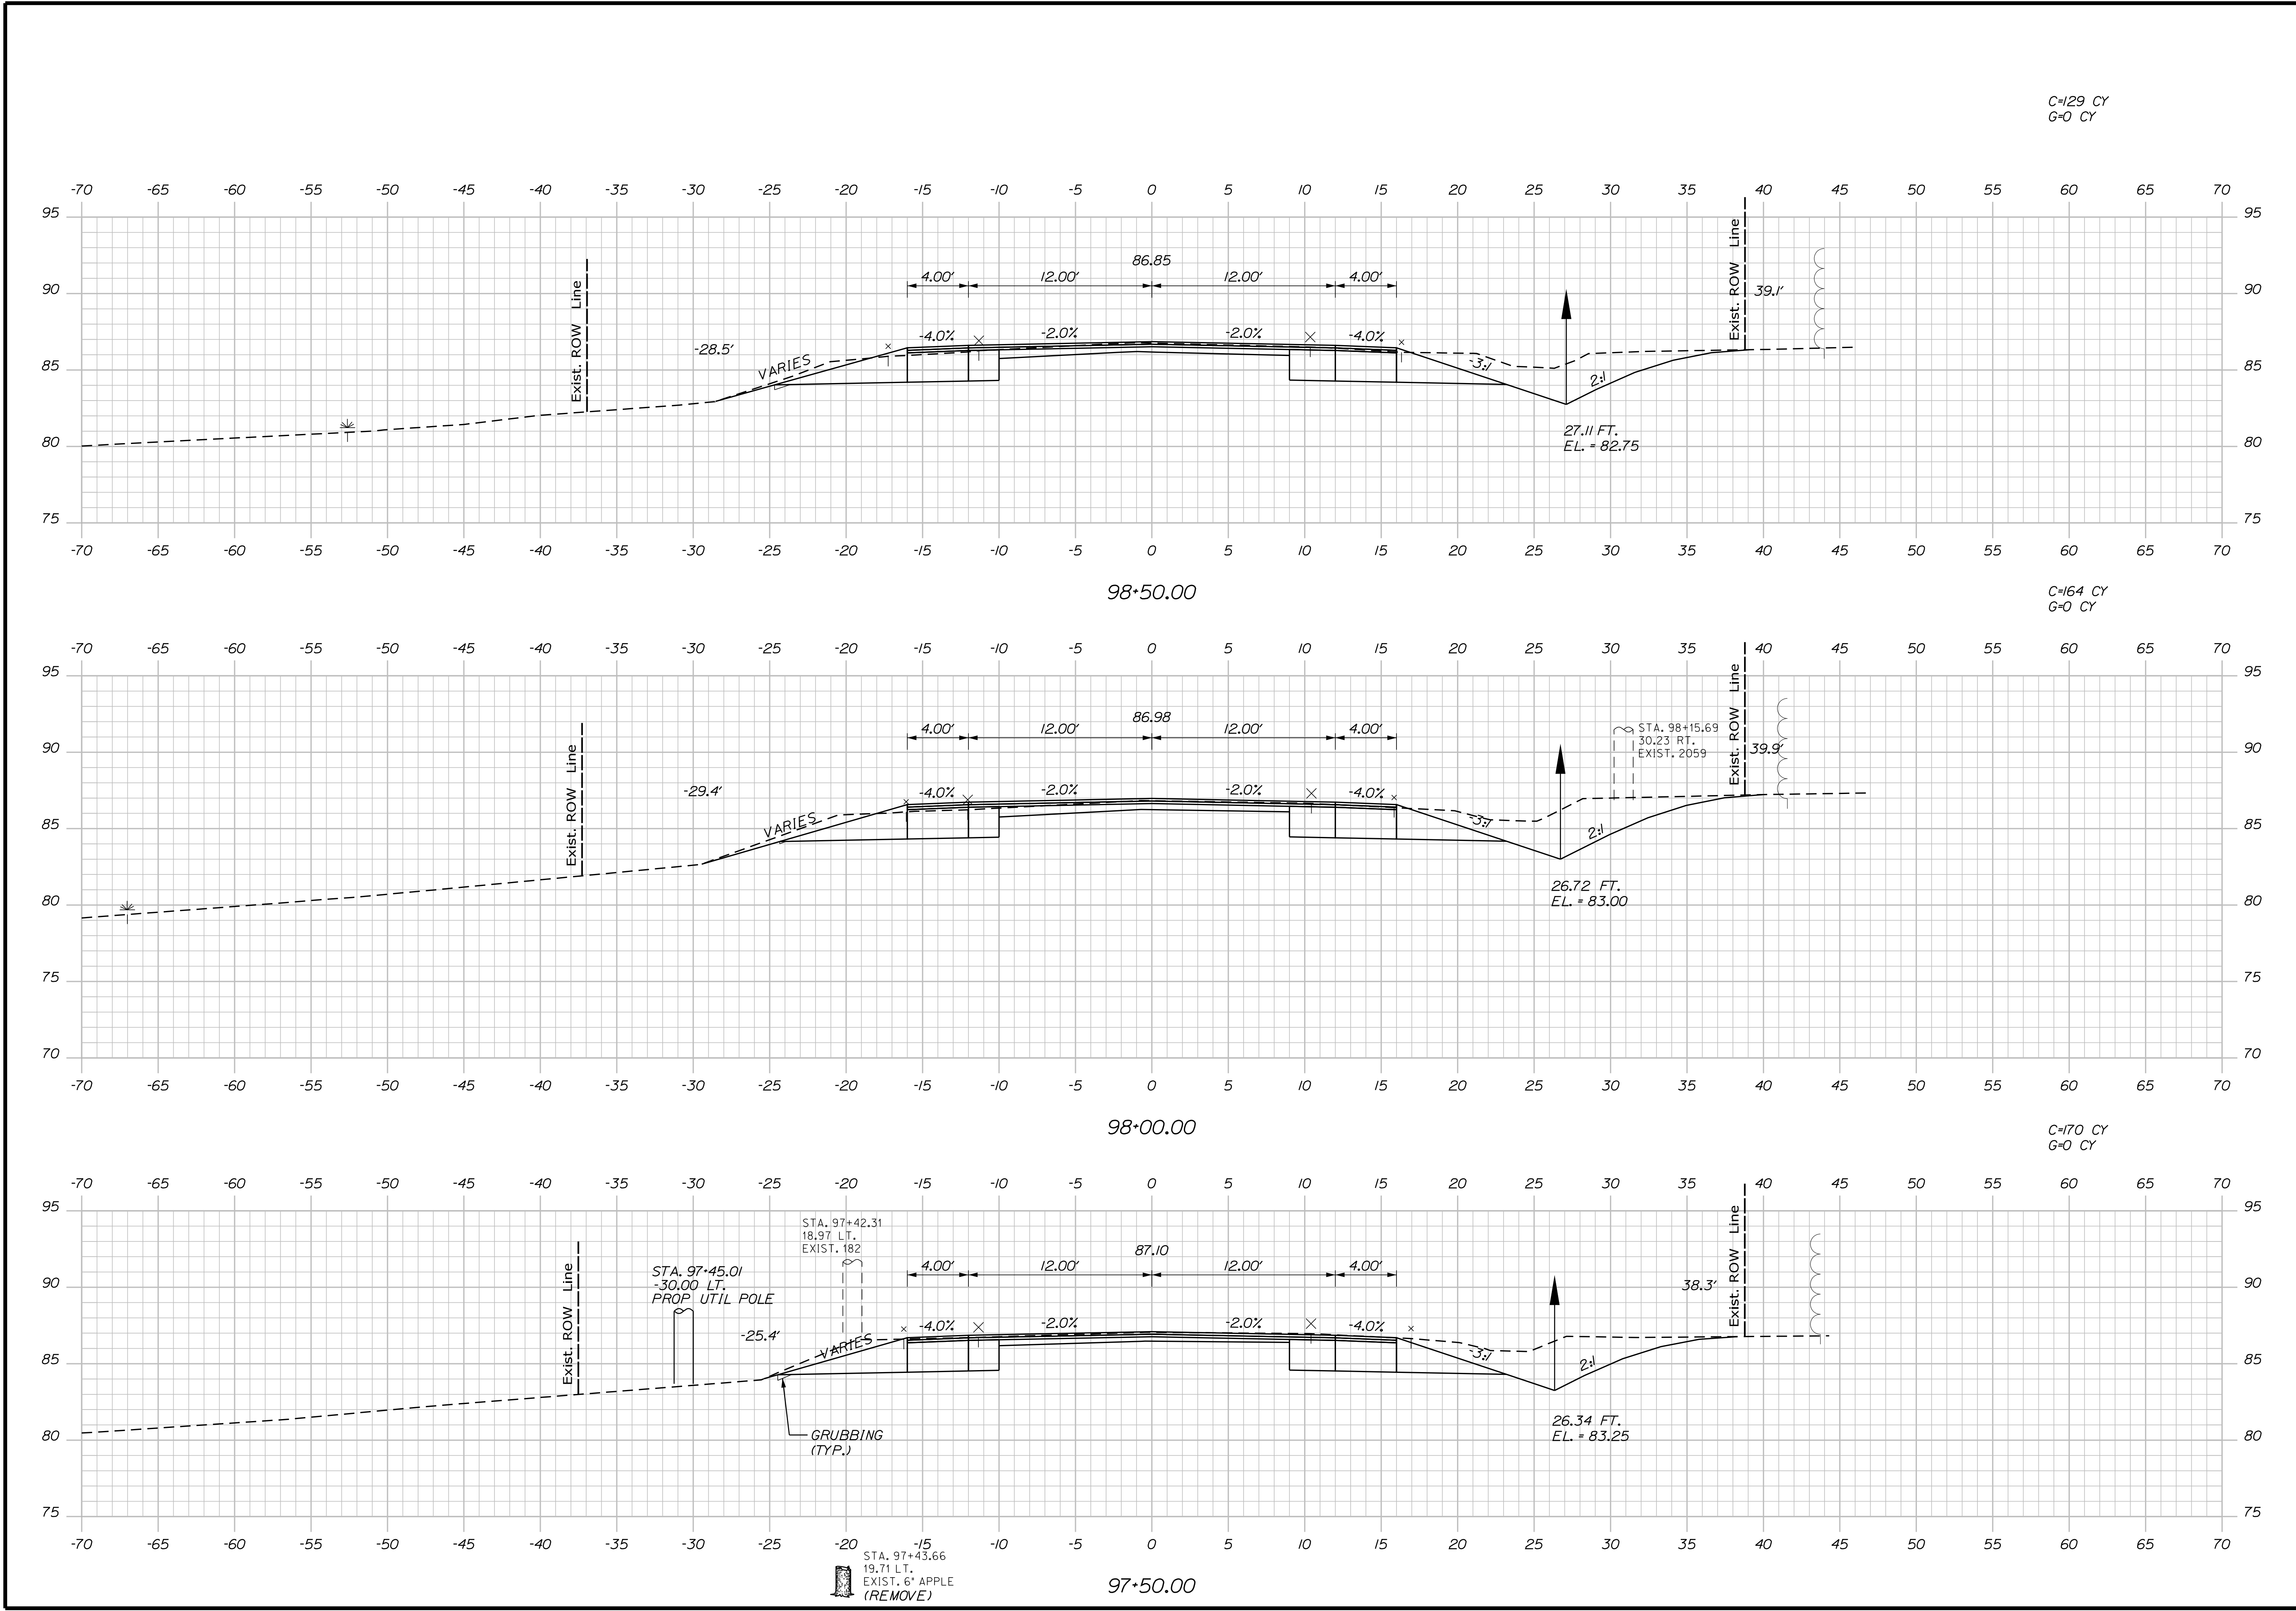 C=129 CY
G=0 CY
-70 -65 -60 -55 -50 -45 -40 -35 -30 -25 -20 -15 -10 -5 0 5 10 15 20 25 30 35 40 45 50 55 60 65 70
95 95
90 90
85 85
80 80
75 75
Exist. ROW Line
-28.5'
VARIES
86.85
4.00' 12.00' 12.00' 4.00'
-4.0% -2.0% -2.0% -4.0%
-3:1
2:1
Exist. ROW Line
39.1'
27.11 FT.
EL. = 82.75
-70 -65 -60 -55 -50 -45 -40 -35 -30 -25 -20 -15 -10 -5 0 5 10 15 20 25 30 35 40 45 50 55 60 65 70
98+50.00
C=164 CY
G=0 CY
-70 -65 -60 -55 -50 -45 -40 -35 -30 -25 -20 -15 -10 -5 0 5 10 15 20 25 30 35 40 45 50 55 60 65 70
95 95
90 90
85 85
80 80
75 75
70 70
Exist. ROW Line
-29.4'
VARIES
86.98
4.00' 12.00' 12.00' 4.00'
-4.0% -2.0% -2.0% -4.0%
-3:1
2:1
STA. 98+15.69
30.23 RT.
EXIST. 2059
Exist. ROW Line
39.9'
26.72 FT.
EL. = 83.00
-70 -65 -60 -55 -50 -45 -40 -35 -30 -25 -20 -15 -10 -5 0 5 10 15 20 25 30 35 40 45 50 55 60 65 70
98+00.00
C=170 CY
G=0 CY
-70 -65 -60 -55 -50 -45 -40 -35 -30 -25 -20 -15 -10 -5 0 5 10 15 20 25 30 35 40 45 50 55 60 65 70
95 95
90 90
85 85
80 80
75 75
Exist. ROW Line
STA. 97+45.01
-30.00 LT.
PROP UTIL POLE
STA. 97+42.31
18.97 LT.
EXIST. 182
-25.4'
VARIES
87.10
4.00' 12.00' 12.00' 4.00'
-4.0% -2.0% -2.0% -4.0%
-3:1
2:1
38.3'
Exist. ROW Line
GRUBBING
(TYP.)
26.34 FT.
EL. = 83.25
-70 -65 -60 -55 -50 -45 -40 -35 -30 -25 -20 -15 -10 -5 0 5 10 15 20 25 30 35 40 45 50 55 60 65 70
STA. 97+43.66
19.71 LT.
EXIST. 6" APPLE
(REMOVE)
97+50.00